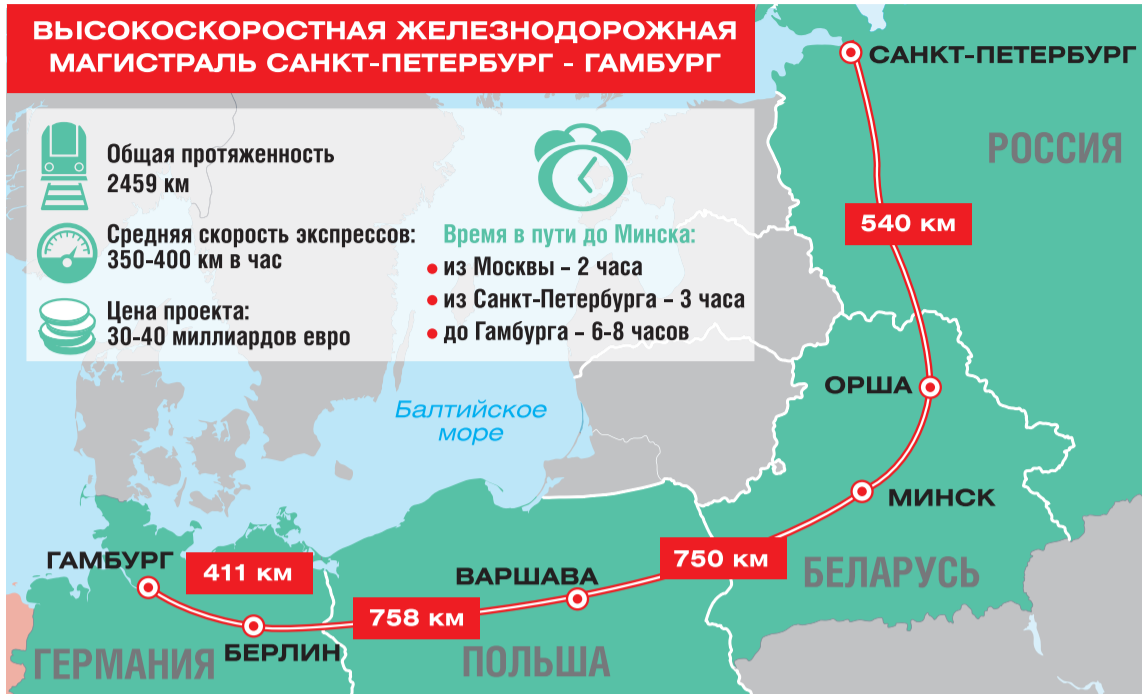 ВЫСОКОСКОРОСТНАЯ ЖЕЛЕЗНОДОРОЖНАЯ
МАГИСТРАЛЬ САНКТ-ПЕТЕРБУРГ - ГАМБУРГ
Общая протяженность
2459 км
Средняя скорость экспрессов:
350-400 км в час
Цена проекта:
30-40 миллиардов евро
Время в пути до Минска:
• из Москвы – 2 часа
• из Санкт-Петербурга – 3 часа
• до Гамбурга – 6-8 часов
САНКТ-ПЕТЕРБУРГ
РОССИЯ
540 км
ОРША
Балтийское
море
МИНСК
БЕЛАРУСЬ
750 км
ВАРШАВА
ПОЛЬША
758 км
ГАМБУРГ
411 км
БЕРЛИН
ГЕРМАНИЯ